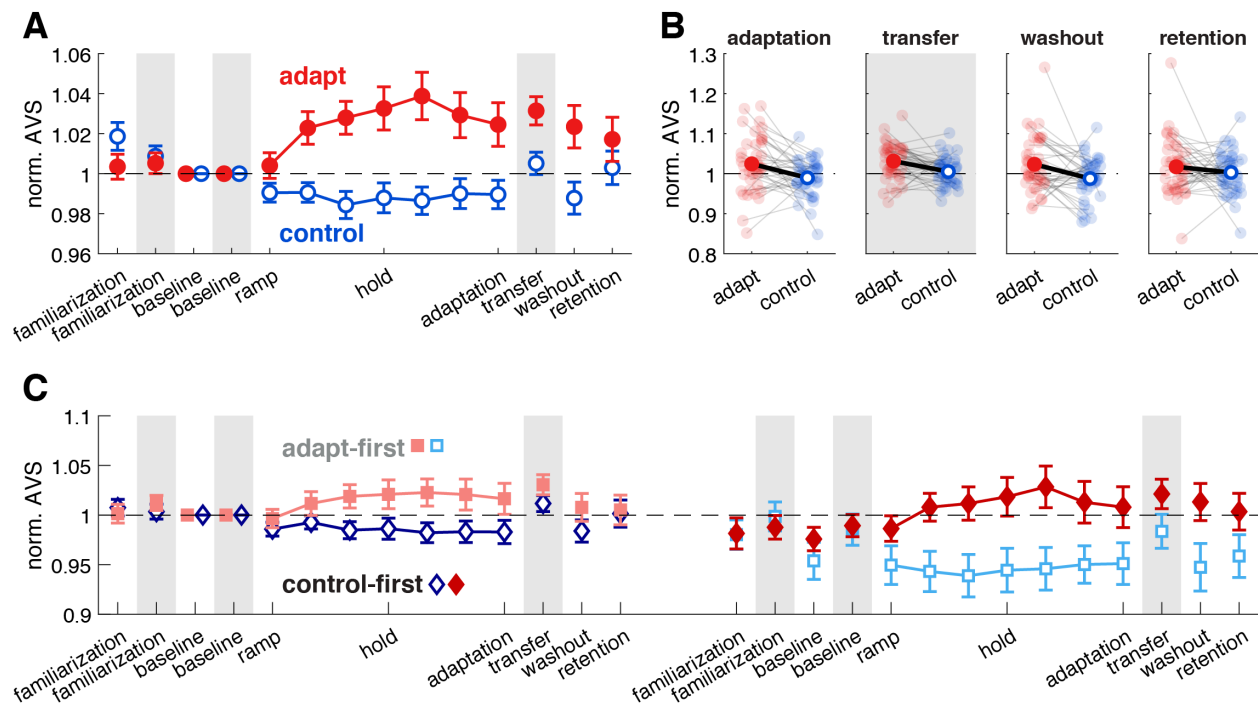 A
1.06
1.04
1.02
1
0.98
0.96
norm. AVS
adapt
control
familiarization
familiarization
baseline
baseline
ramp
hold
adaptation
transfer
washout
retention
B
adaptation
transfer
washout
retention
1.3
1.2
1.1
1
0.9
0.8
norm. AVS
adapt
control
adapt
control
adapt
control
adapt
control
C
1.1
1.05
1
0.95
0.9
norm. AVS
adapt-first
control-first
familiarization
familiarization
baseline
baseline
ramp
hold
adaptation
transfer
washout
retention
familiarization
familiarization
baseline
baseline
ramp
hold
adaptation
transfer
washout
retention